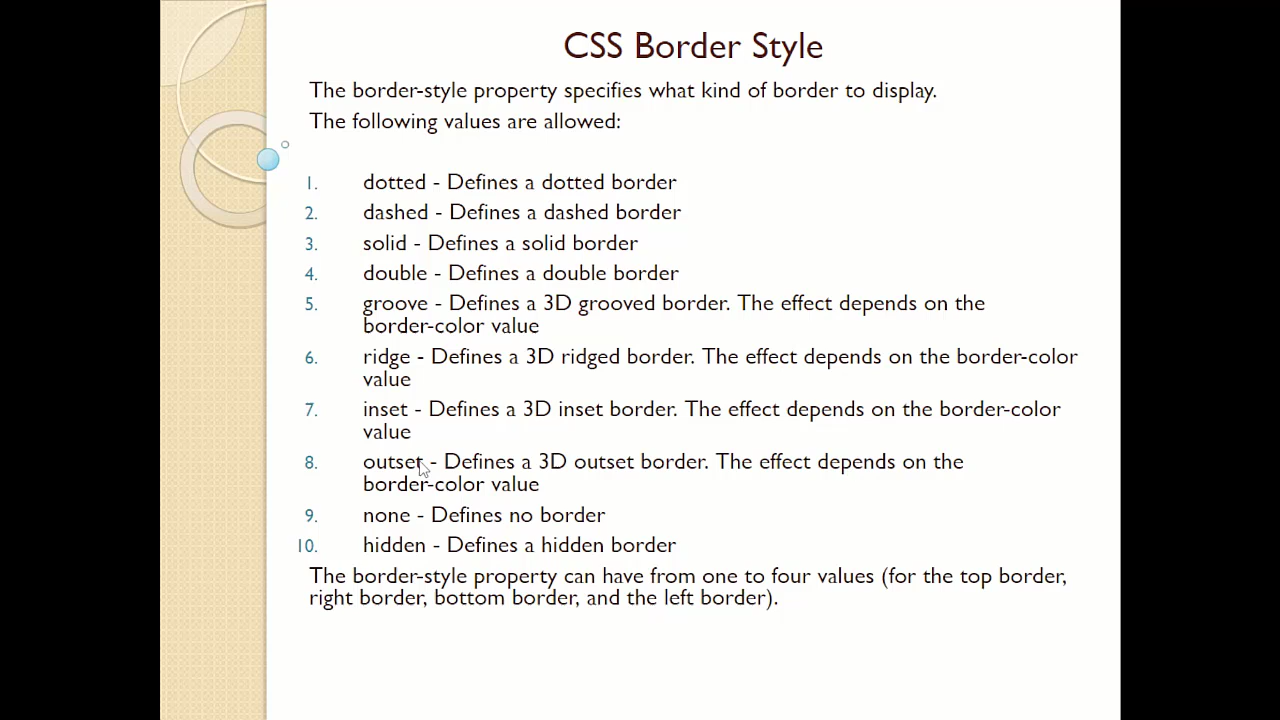 CSS Border Style
The border-style property specifies what kind of border to display.
The following values are allowed:
1. dotted - Defines a dotted border
2. dashed - Defines a dashed border
3. solid - Defines a solid border
4. double - Defines a double border
5. groove - Defines a 3D grooved border. The effect depends on the
border-color value
6. ridge - Defines a 3D ridged border. The effect depends on the border-color
value
7. inset - Defines a 3D inset border. The effect depends on the border-color
value
8. outset - Defines a 3D outset border. The effect depends on the
border-color value
9. none - Defines no border
10. hidden - Defines a hidden border
The border-style property can have from one to four values (for the top border,
right border, bottom border, and the left border).